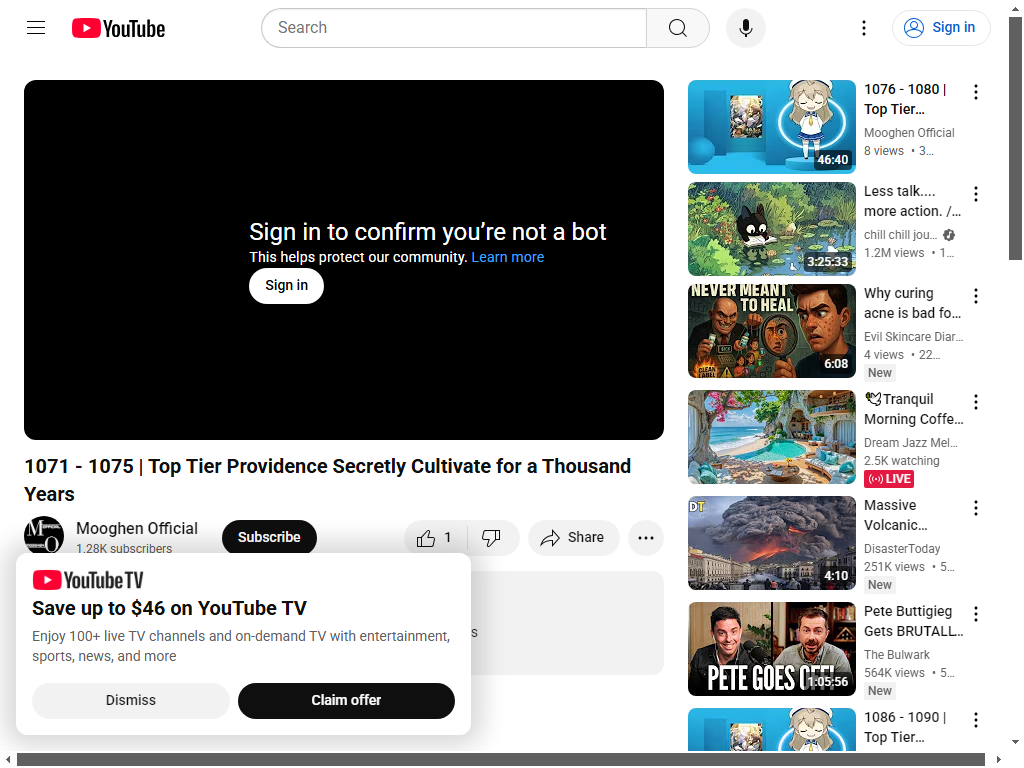 YouTube
Search
Sign in
Sign in to confirm you’re not a bot
This helps protect our community. Learn more
Sign in
1071 - 1075 | Top Tier Providence Secretly Cultivate for a Thousand
Years
Mooghen Official
1.28K subscribers
Subscribe
1
Share
YouTube TV
Save up to $46 on YouTube TV
Enjoy 100+ live TV channels and on-demand TV with entertainment,
sports, news, and more
Dismiss
Claim offer
46:40
1076 - 1080 |
Top Tier...
Mooghen Official
8 views • 3...
3:25:33
Less talk....
more action. /...
chill chill jou...
1.2M views • 1...
NEVER MEANT
TO HEAL
6:08
Why curing
acne is bad fo...
Evil Skincare Diar...
4 views • 22...
New
🕊Tranquil
Morning Coffe...
Dream Jazz Mel...
2.5K watching
LIVE
DT
4:10
Massive
Volcanic...
DisasterToday
251K views • 5...
New
PETE GOES OFF!
1:05:56
Pete Buttigieg
Gets BRUTALL...
The Bulwark
564K views • 5...
New
1086 - 1090 |
Top Tier...